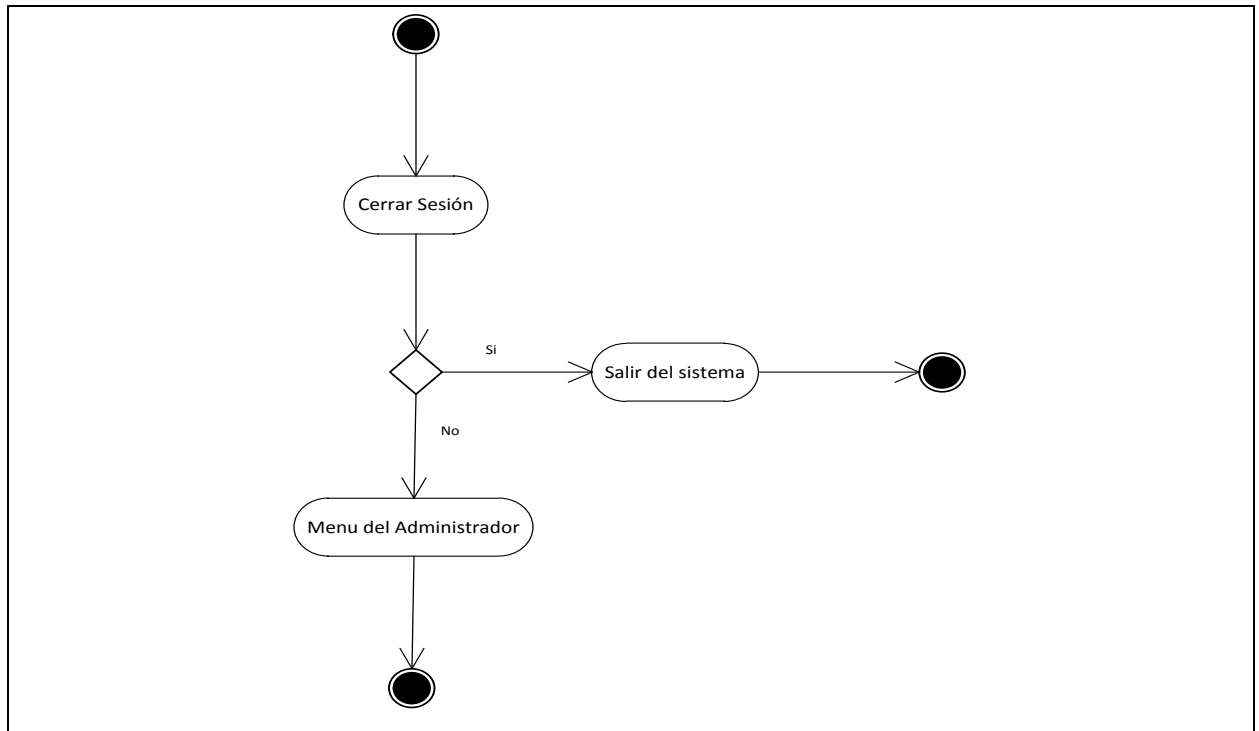 Cerrar Sesión
Si
Salir del sistema
No
Menu del Administrador